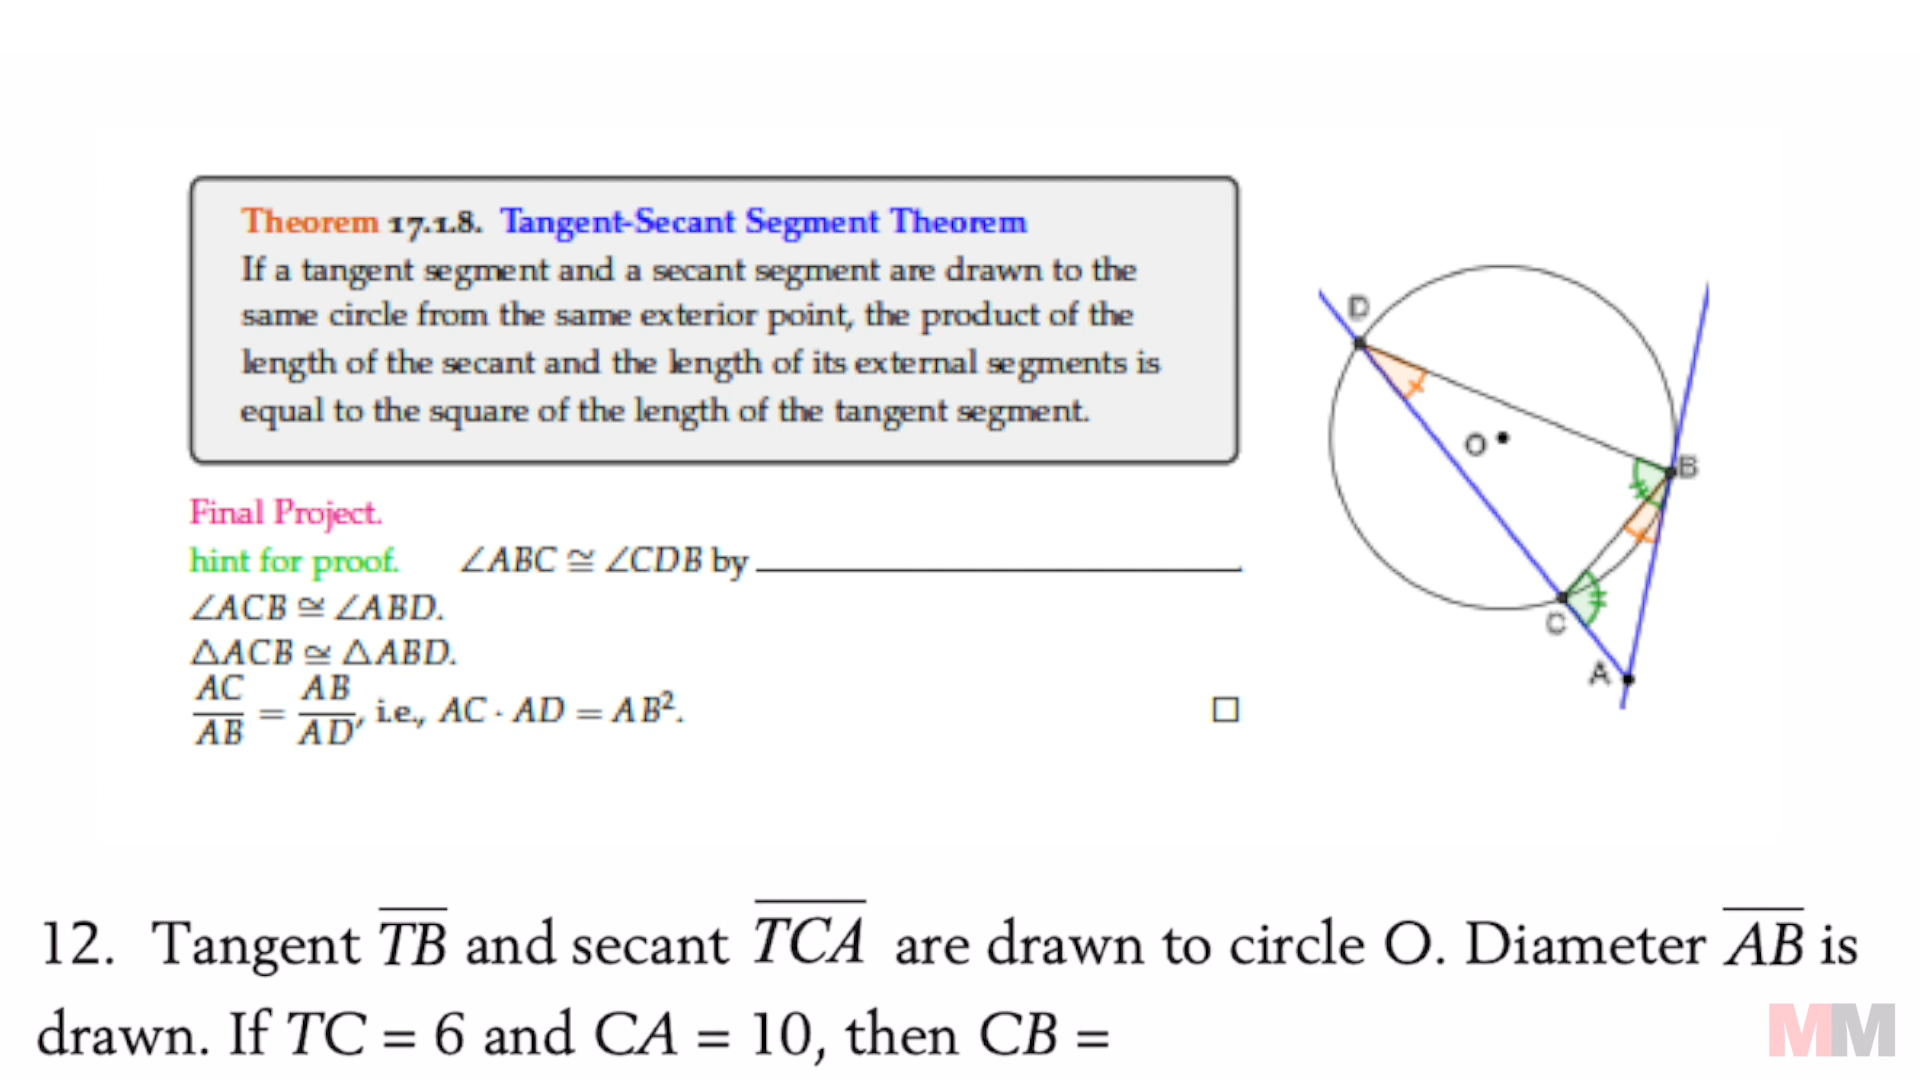 Theorem 17.1.8. Tangent-Secant Segment Theorem
If a tangent segment and a secant segment are drawn to the
same circle from the same exterior point, the product of the
length of the secant and the length of its external segments is
equal to the square of the length of the tangent segment.
Final Project.
hint for proof. ∠ABC ≅ ∠CDB by
∠ACB ≅ ∠ABD.
△ACB ≅ △ABD.
AC/AB = AB/AD, i.e., AC · AD = AB².
D
O
B
C
A
12. Tangent T͞B͞ and secant T͞C͞A͞ are drawn to circle O. Diameter A͞B͞ is
drawn. If TC = 6 and CA = 10, then CB =
MM